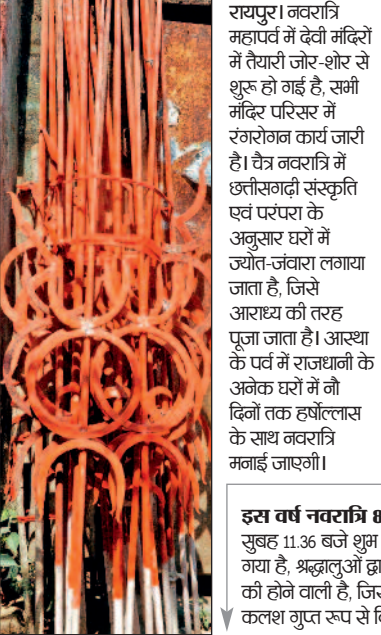 रायपुर। नवरात्रि
महापर्व में देवी मंदिरों
में तैयारी जोर-शोर से
शुरू हो गई है, सभी
मंदिर परिसर में
रंगरोगन कार्य जारी
है। चैत्र नवरात्रि में
छत्तीसगढ़ी संस्कृति
एवं परंपरा के
अनुसार घरों में
ज्योत-जंवारा लगाया
जाता है, जिसे
आराध्य की तरह
पूजा जाता है। आस्था
के पर्व में राजधानी के
अनेक घरों में नौ
दिनों तक हर्षोल्लास
के साथ नवरात्रि
मनाई जाएगी।
इस वर्ष नवरात्रि
सुबह 11.36 बजे शुभ
गया है, श्रद्धालुओं
की होने वाली है,
कलश गुप्त रूप से